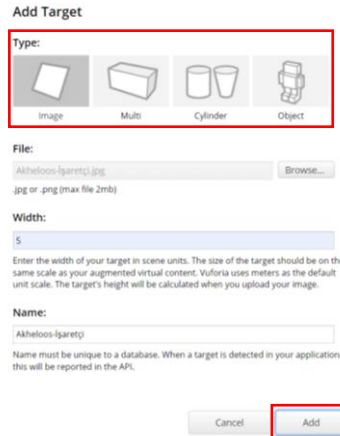 Add Target
Type:
Image Multi Cylinder Object
File:
Akheloos-İşaretçi.jpg Browse...
.jpg or .png (max file 2mb)
Width:
5
Enter the width of your target in scene units. The size of the target should be on th
same scale as your augmented virtual content. Vuforia uses meters as the default
unit scale. The target's height will be calculated when you upload your image.
Name:
Akheloos-İşaretçi
Name must be unique to a database. When a target is detected in your application,
this will be reported in the API.
Cancel Add